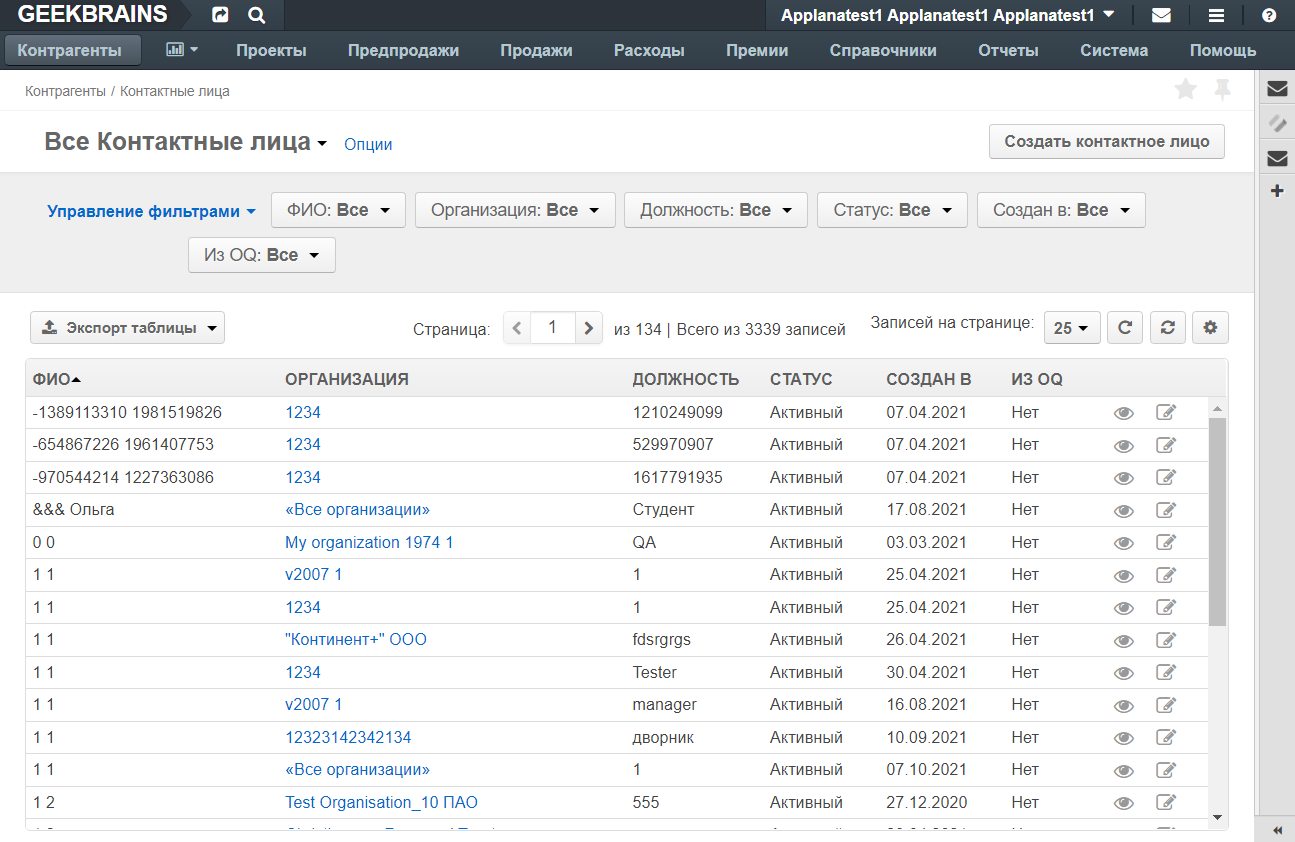 GEEKBRAINS Applanatest1 Applanatest1 Applanatest1
Контрагенты Проекты Предпродажи Продажи Расходы Премии Справочники Отчеты Система Помощь
Контрагенты / Контактные лица
Все Контактные лица Опции Создать контактное лицо
Управление фильтрами ФИО: Все Организация: Все Должность: Все Статус: Все Создан в: Все
Из OQ: Все
Экспорт таблицы Страница: 1 из 134 | Всего из 3339 записей Записей на странице: 25
ФИО ОРГАНИЗАЦИЯ ДОЛЖНОСТЬ СТАТУС СОЗДАН В ИЗ OQ
-1389113310 1981519826 1234 1210249099 Активный 07.04.2021 Нет
-654867226 1961407753 1234 529970907 Активный 07.04.2021 Нет
-970544214 1227363086 1234 1617791935 Активный 07.04.2021 Нет
&&& Ольга «Все организации» Студент Активный 17.08.2021 Нет
0 0 My organization 1974 1 QA Активный 03.03.2021 Нет
1 1 v2007 1 1 Активный 25.04.2021 Нет
1 1 1234 1 Активный 25.04.2021 Нет
1 1 "Континент+" ООО fdsrgrgs Активный 26.04.2021 Нет
1 1 1234 Tester Активный 30.04.2021 Нет
1 1 v2007 1 manager Активный 16.08.2021 Нет
1 1 12323142342134 дворник Активный 10.09.2021 Нет
1 1 «Все организации» 1 Активный 07.10.2021 Нет
1 2 Test Organisation_10 ПАО 555 Активный 27.12.2020 Нет